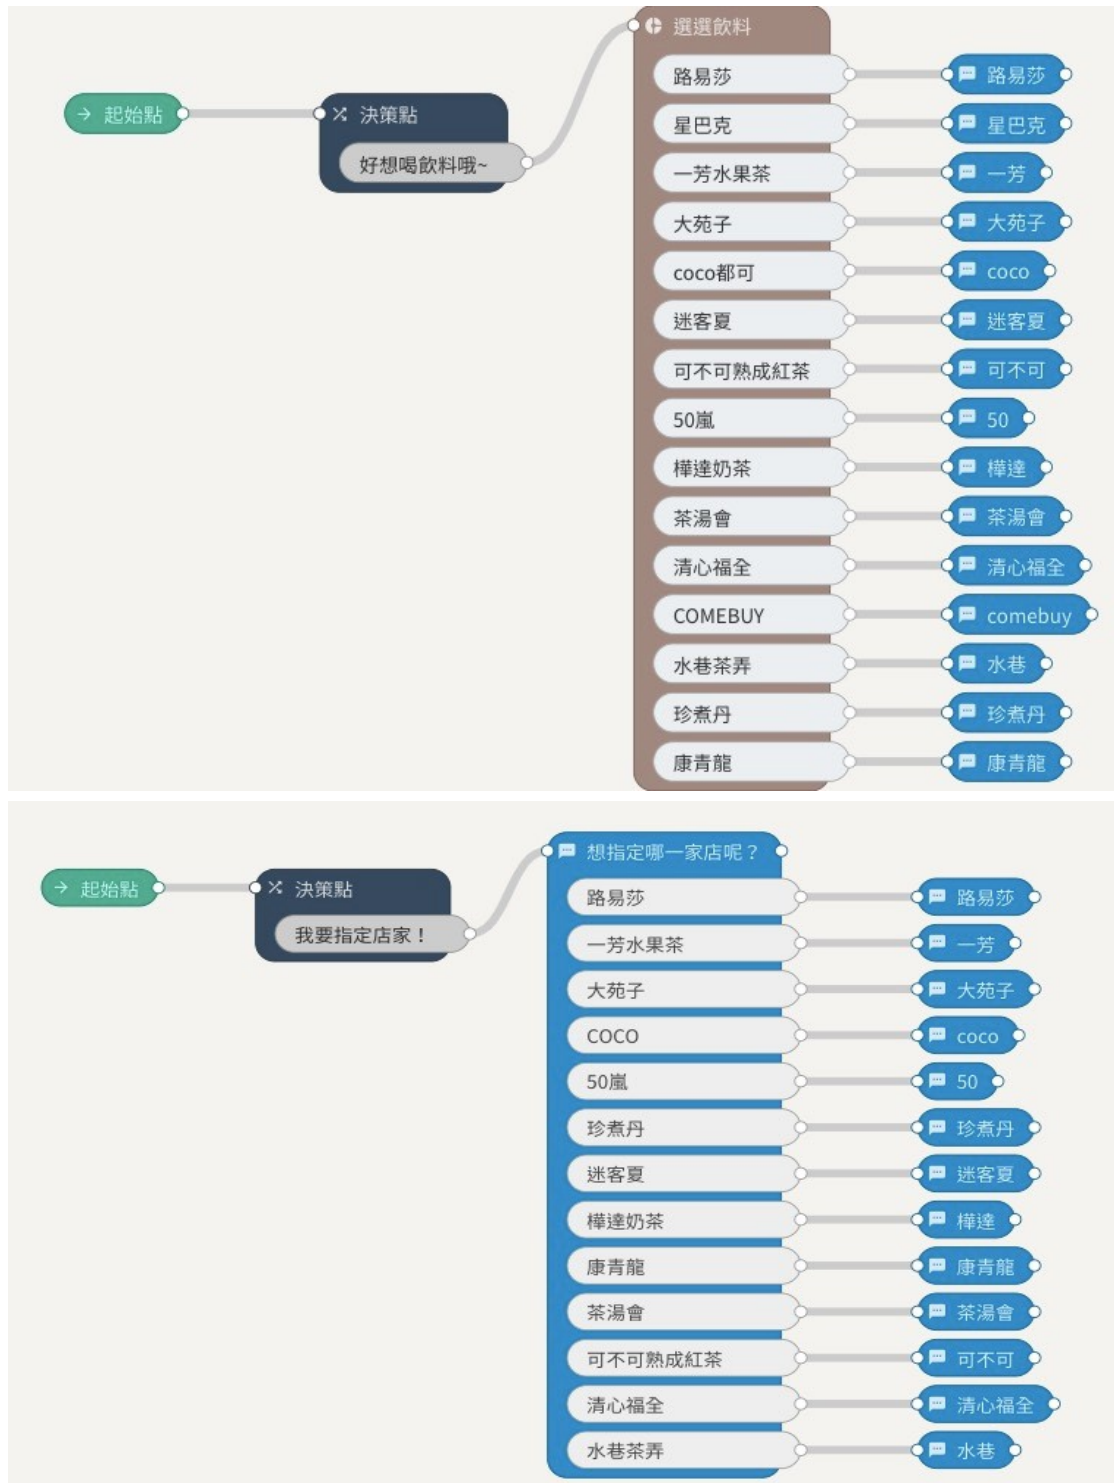 選選飲料
路易莎 路易莎
起始點 決策點
好想喝飲料哦~
星巴克 星巴克
一芳水果茶 一芳
大苑子 大苑子
coco都可 coco
迷客夏 迷客夏
可不可熟成紅茶 可不可
50嵐 50
樺達奶茶 樺達
茶湯會 茶湯會
清心福全 清心福全
COMEBUY comebuy
水巷茶弄 水巷
珍煮丹 珍煮丹
康青龍 康青龍
想指定哪一家店呢？
起始點 決策點
我要指定店家！
路易莎 路易莎
一芳水果茶 一芳
大苑子 大苑子
COCO coco
50嵐 50
珍煮丹 珍煮丹
迷客夏 迷客夏
樺達奶茶 樺達
康青龍 康青龍
茶湯會 茶湯會
可不可熟成紅茶 可不可
清心福全 清心福全
水巷茶弄 水巷